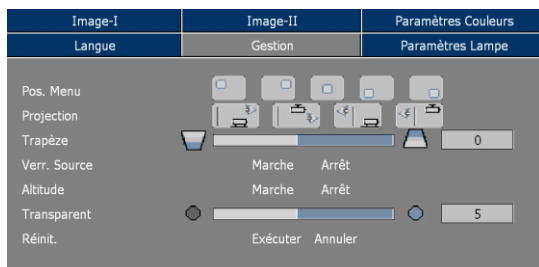 Image-I Image-II Paramètres Couleurs
Langue Gestion Paramètres Lampe
Pos. Menu
Projection
Trapèze 0
Verr. Source Marche Arrêt
Altitude Marche Arrêt
Transparent 5
Réinit. Exécuter Annuler